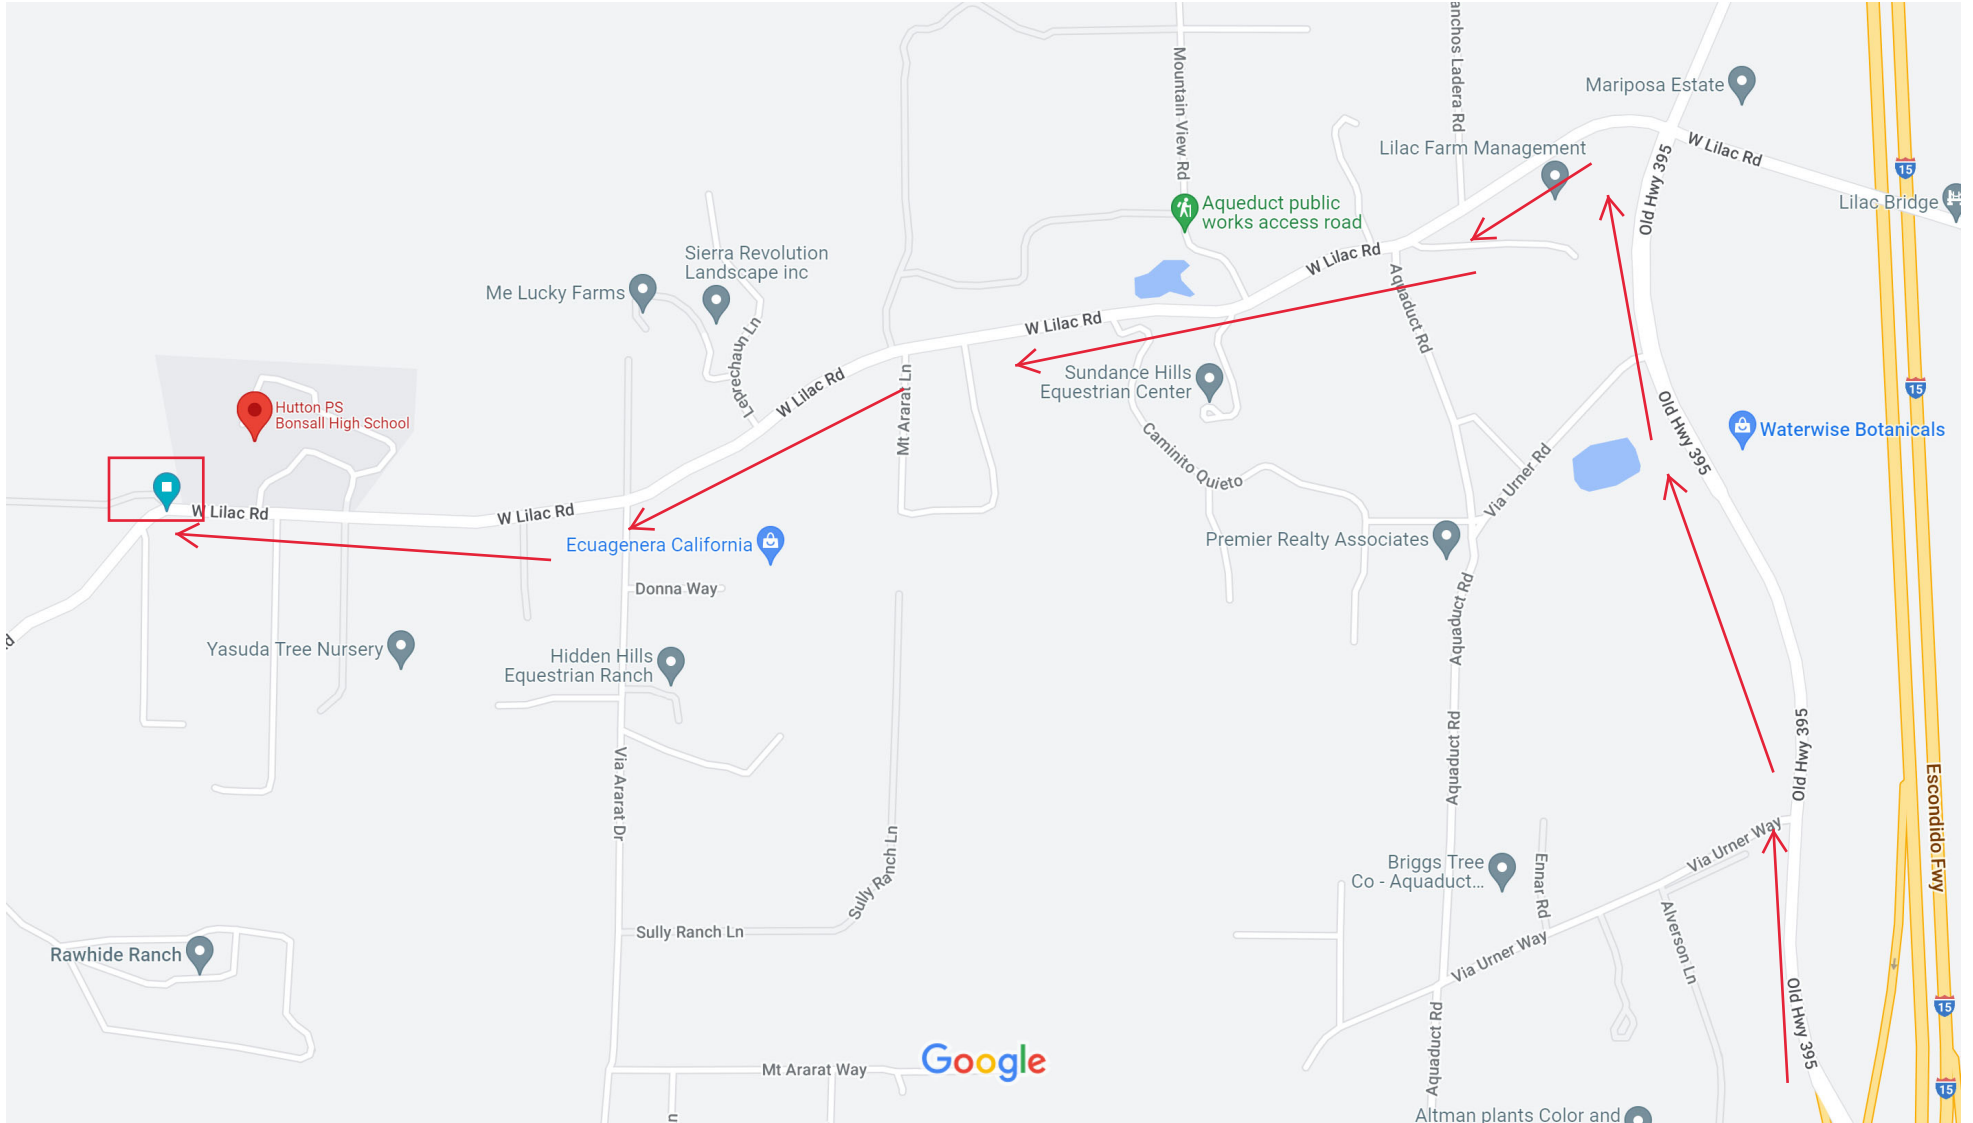 anchos Ladera Rd
Mountain View Rd
Mariposa Estate
Lilac Farm Management
W Lilac Rd
Old Hwy 395
15
Lilac Bridge
Aqueduct public
works access road
W Lilac Rd
Sierra Revolution
Landscape inc
Me Lucky Farms
Leprechaun Ln
W Lilac Rd
Aquaduct Rd
W Lilac Rd
Mt Ararat Ln
Sundance Hills
Equestrian Center
15
Old Hwy 395
Waterwise Botanicals
Hutton PS
Bonsall High School
Caminito Quieto
Via Urner Rd
W Lilac Rd
W Lilac Rd
Ecuagenera California
Premier Realty Associates
Donna Way
Aquaduct Rd
Yasuda Tree Nursery
Hidden Hills
Equestrian Ranch
d
Via Ararat Dr
Aquaduct Rd
Old Hwy 395
Escondido Fwy
Via Urner Way
Briggs Tree
Co - Aquaduct...
Ennar Rd
Sully Ranch Ln
Sully Ranch Ln
Alverson Ln
Via Urner Way
Rawhide Ranch
15
Old Hwy 395
Aquaduct Rd
Mt Ararat Way
Google
15
n
Altman plants Color and